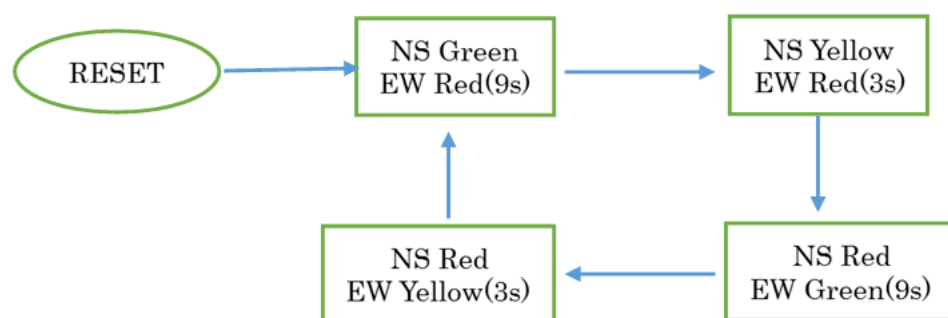 RESET
NS Green
EW Red(9s)
NS Yellow
EW Red(3s)
NS Red
EW Yellow(3s)
NS Red
EW Green(9s)